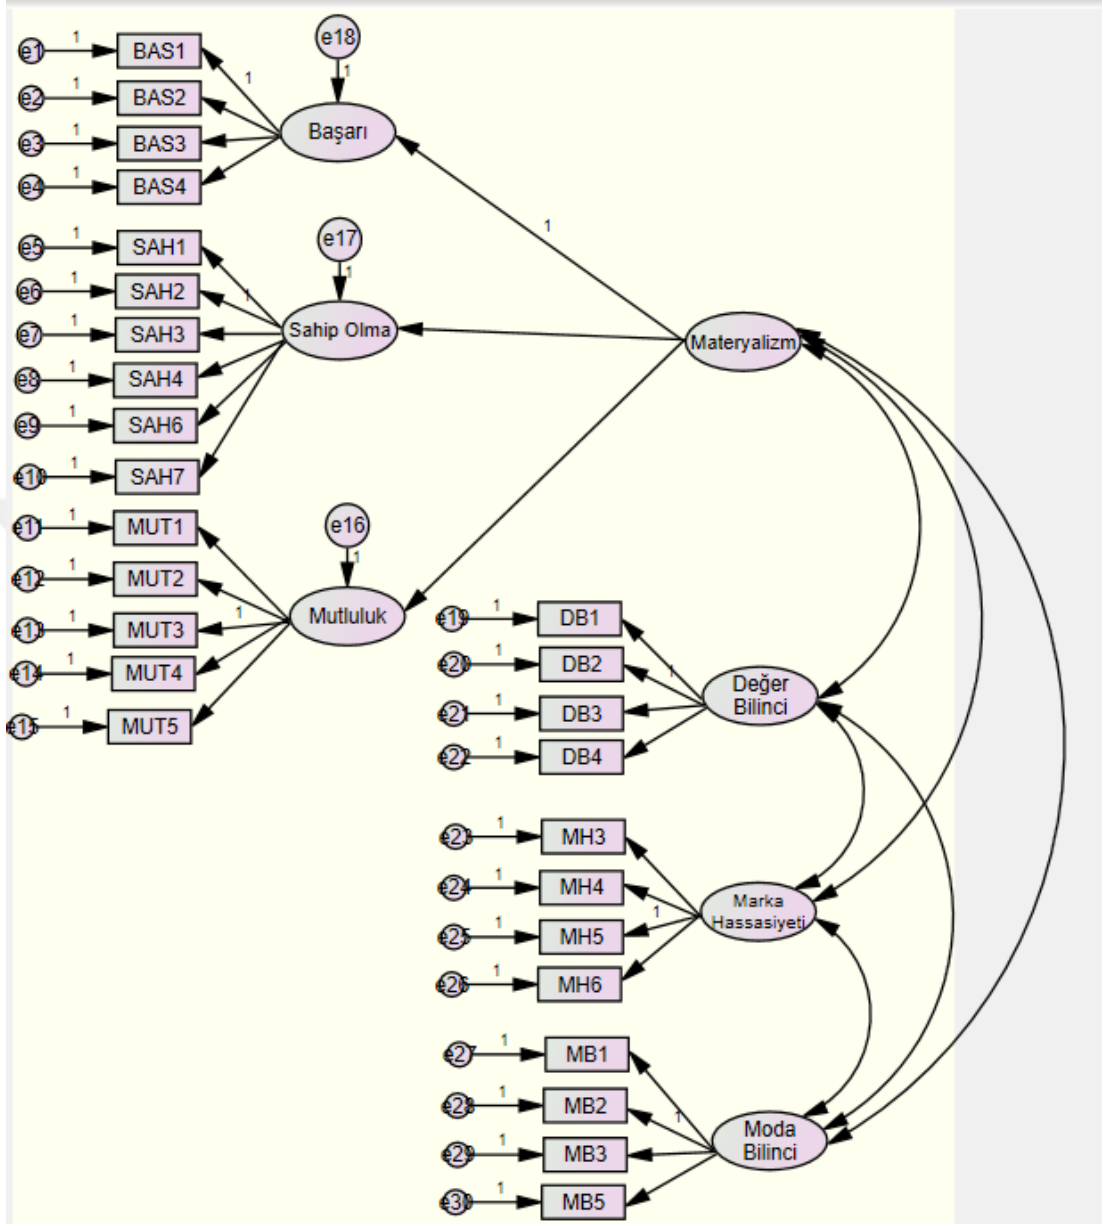 e1 1 BAS1
e2 1 BAS2
e3 1 BAS3
e4 1 BAS4
1
e18
1
Başarı
e5 1 SAH1
e6 1 SAH2
e7 1 SAH3
e8 1 SAH4
e9 1 SAH6
e10 1 SAH7
1
e17
1
Sahip Olma
e11 1 MUT1
e12 1 MUT2
e13 1 MUT3
e14 1 MUT4
e15 1 MUT5
1
e16
1
Mutluluk
1
Materyalizm
e19 1 DB1
e20 1 DB2
e21 1 DB3
e22 1 DB4
1
Değer
Bilinci
e23 1 MH3
e24 1 MH4
e25 1 MH5
e26 1 MH6
1
Marka
Hassasiyeti
e27 1 MB1
e28 1 MB2
e29 1 MB3
e30 1 MB5
1
Moda
Bilinci